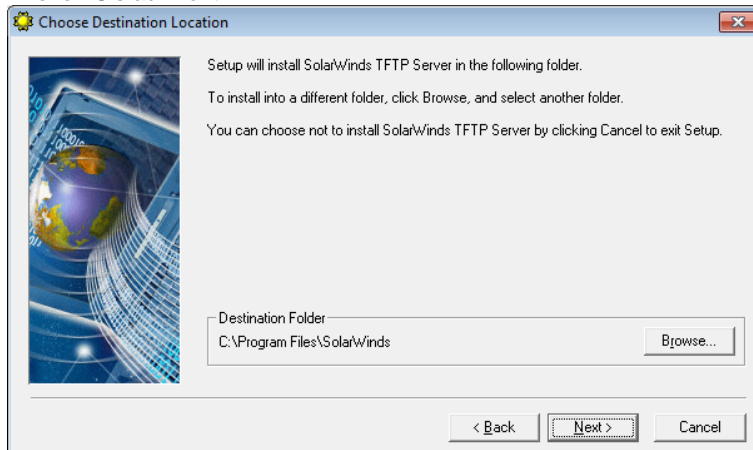 Choose Destination Location
Setup will install SolarWinds TFTP Server in the following folder.
To install into a different folder, click Browse, and select another folder.
You can choose not to install SolarWinds TFTP Server by clicking Cancel to exit Setup.
Destination Folder
C:\Program Files\SolarWinds
Browse...
< Back
Next >
Cancel